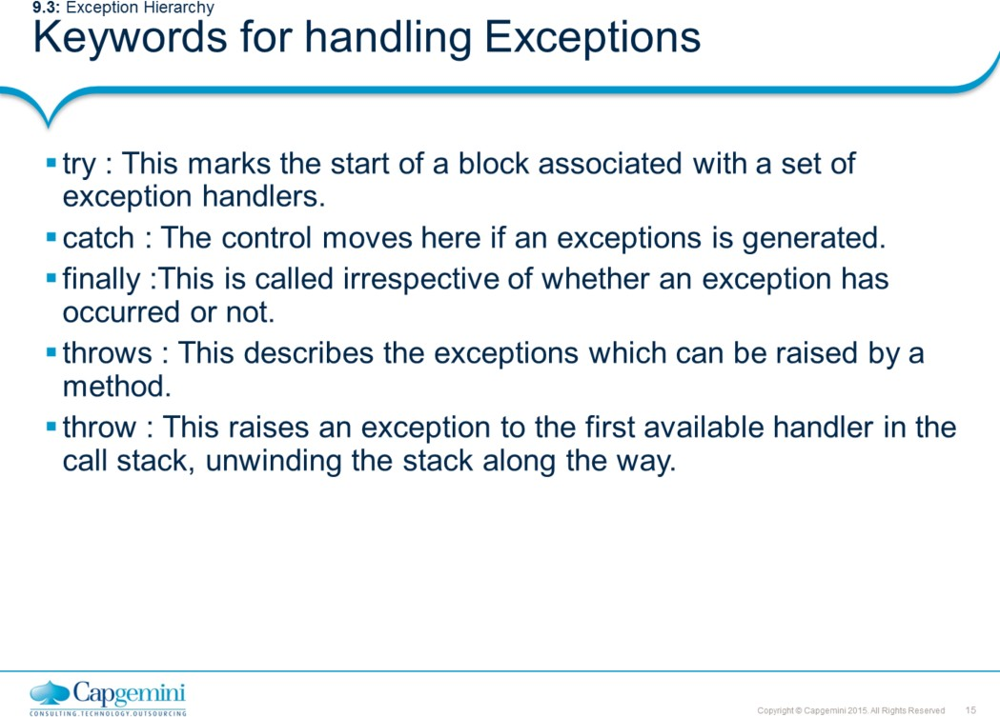 9.3: Exception Hierarchy
Keywords for handling Exceptions
try : This marks the start of a block associated with a set of
exception handlers.
catch : The control moves here if an exceptions is generated.
finally :This is called irrespective of whether an exception has
occurred or not.
throws : This describes the exceptions which can be raised by a
method.
throw : This raises an exception to the first available handler in the
call stack, unwinding the stack along the way.
Capgemini
CONSULTING.TECHNOLOGY.OUTSOURCING
Copyright © Capgemini 2015. All Rights Reserved 15